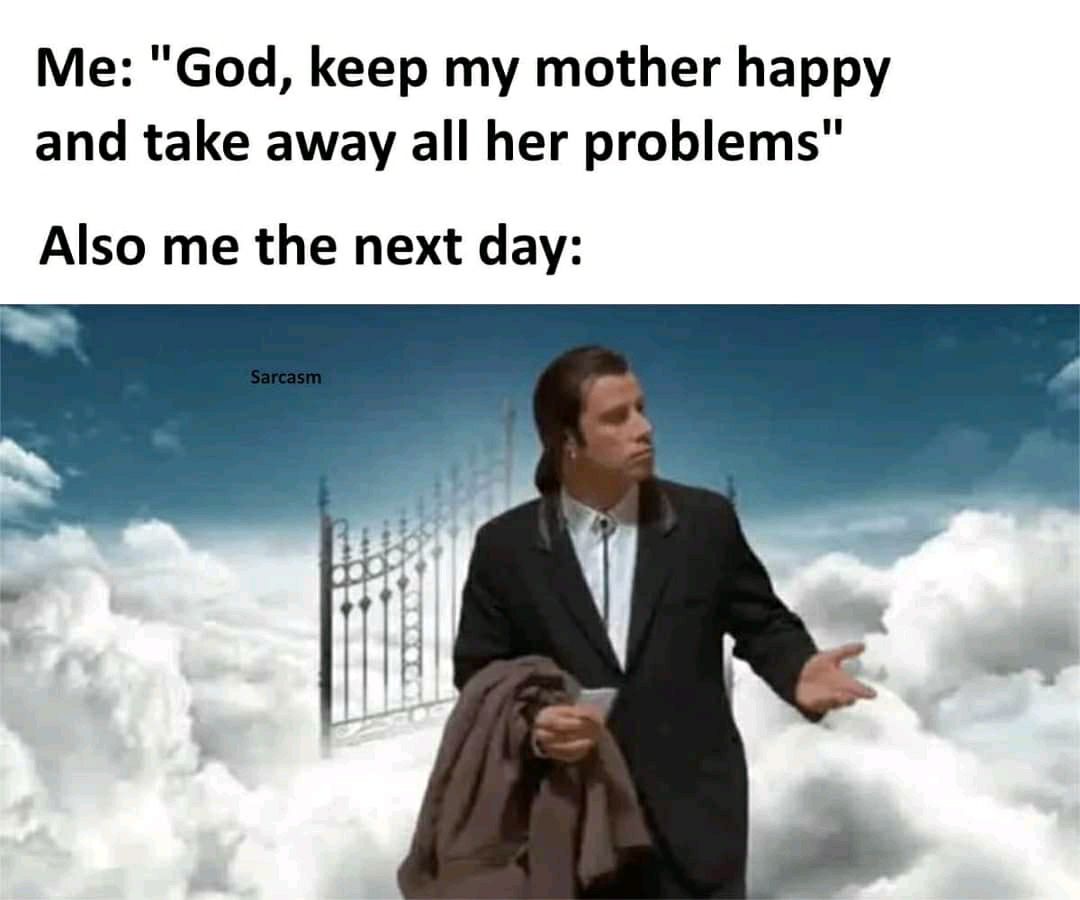 Me: "God, keep my mother happy
and take away all her problems"
Also me the next day:
Sarcasm